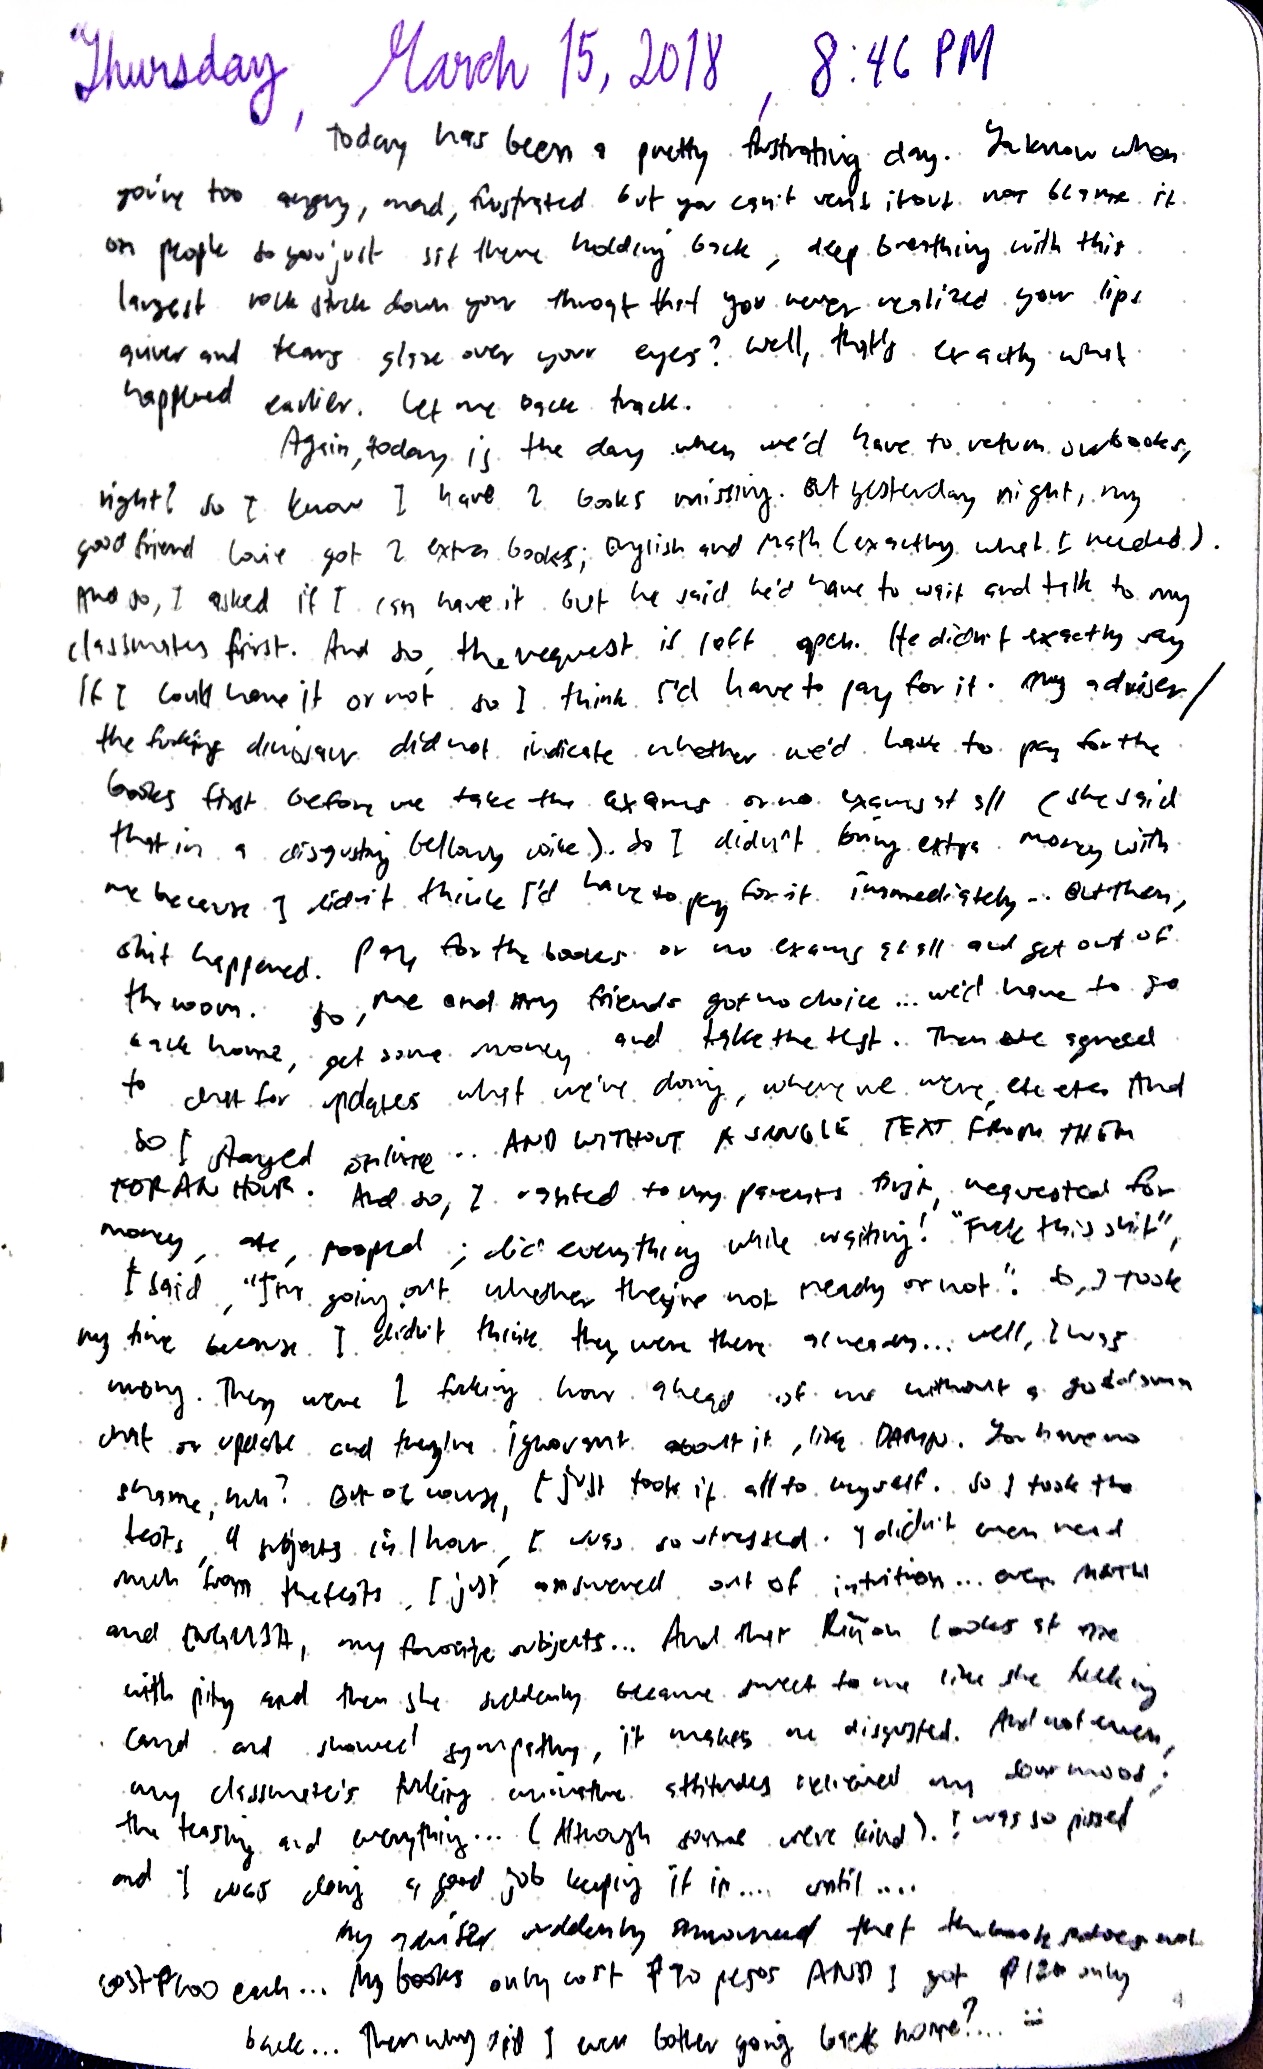 Thursday, March 15, 2018, 8:46 PM
Today has been a pretty frustrating day. Ya know when
you're too angry, mad, frustrated but you can't vent it out nor blame it
on people so you just sit there holding back, deep breathing with this
largest rock stuck down your throat that you never realized your lips
quiver and tears glaze over your eyes? Well, that's exactly what
happened earlier. Let me back track.
Again, today is the day when we'd have to return our books,
right? So I know I have 2 books missing. But yesterday night, my
good friend got 2 extra books; English and Math (exactly what I needed).
And so, I asked if I can have it but he said he'd have to wait and talk to my
classmates first. And so, the request is left open. He didn't exactly say
if I could have it or not so I think I'd have to pay for it. My adviser/
the fucking dinosaur did not indicate whether we'd have to pay for the
books first before we take the exams or no exams at all (she said
that in a disgusting bellowy voice). So I didn't bring extra money with
me because I didn't think I'd have to pay for it immediately... But then,
shit happened. Pay for the books or no exams at all and get out of
the room. So, me and my friends got no choice... we'd have to go
back home, get some money and take the test. Then we agreed
to chat for updates what we're doing, where we were, etc etc. And
so I stayed online... AND WITHOUT A SINGLE TEXT FROM THEM
FOR AN HOUR. And so, I to my parents first, requested for
money, ate, pooped; did everything while waiting! "Fuck this shit",
I said, "I'm going out whether they're not ready or not". So, I took
my time because I didn't think they were there already... well, I was
wrong. They were 1 fucking hour ahead of me without a goddamn
chat or update and they're ignorant about it, like DAMN. You have no
shame, huh? But of course, I just took it all to myself. So I took the
tests, 4 subjects in 1 hour, I was so stressed. I didn't even read
much from the tests, I just answered out of intuition... even MATH
and ENGLISH, my favorite subjects... And that Riñon looks at me
with pity and then she suddenly became sweet to me like she
cared and showed sympathy, it makes me disgusted. And not even,
my classmate's fucking attitudes my sour mood;
the teasing and everything... (Although some were kind). I was so pissed
and I was doing a good job keeping it in.... until ....
My adviser suddenly announced that the book does not
cost ₱600 each... My books only cost ₱90 pesos AND I got ₱120 only
back... Then why did I even bother going back home?...